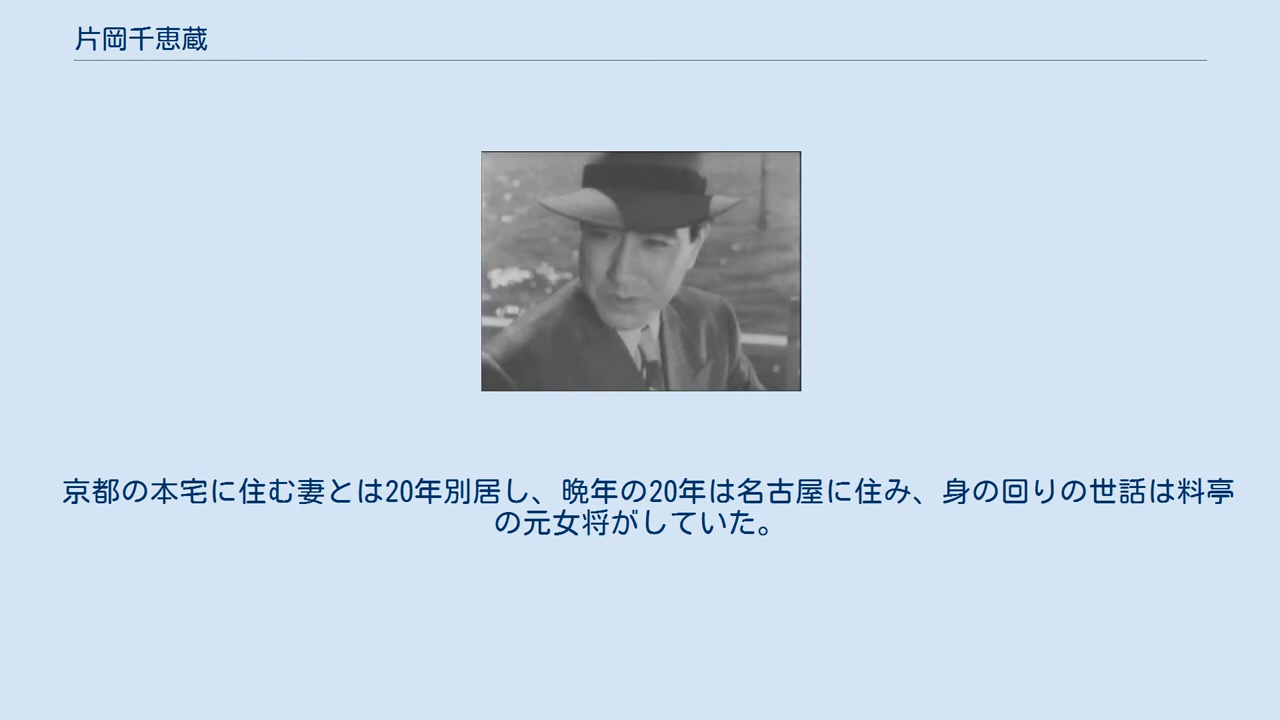 片岡千恵蔵
京都の本宅に住む妻とは20年別居し、晩年の20年は名古屋に住み、身の回りの世話は料亭
の元女将がしていた。